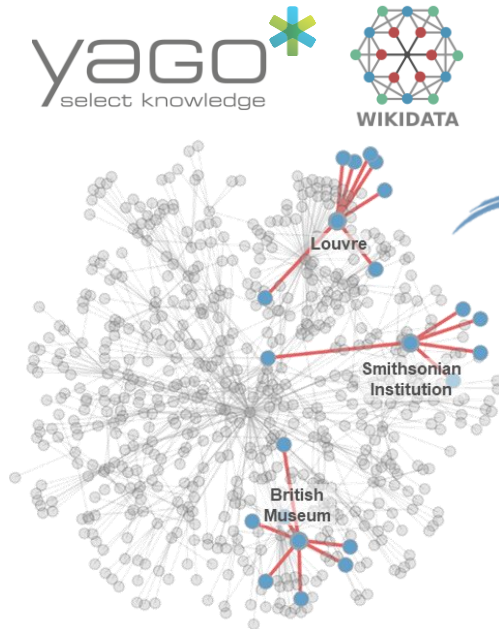 yago
select knowledge
WIKIDATA
Louvre
Smithsonian
Institution
British
Museum